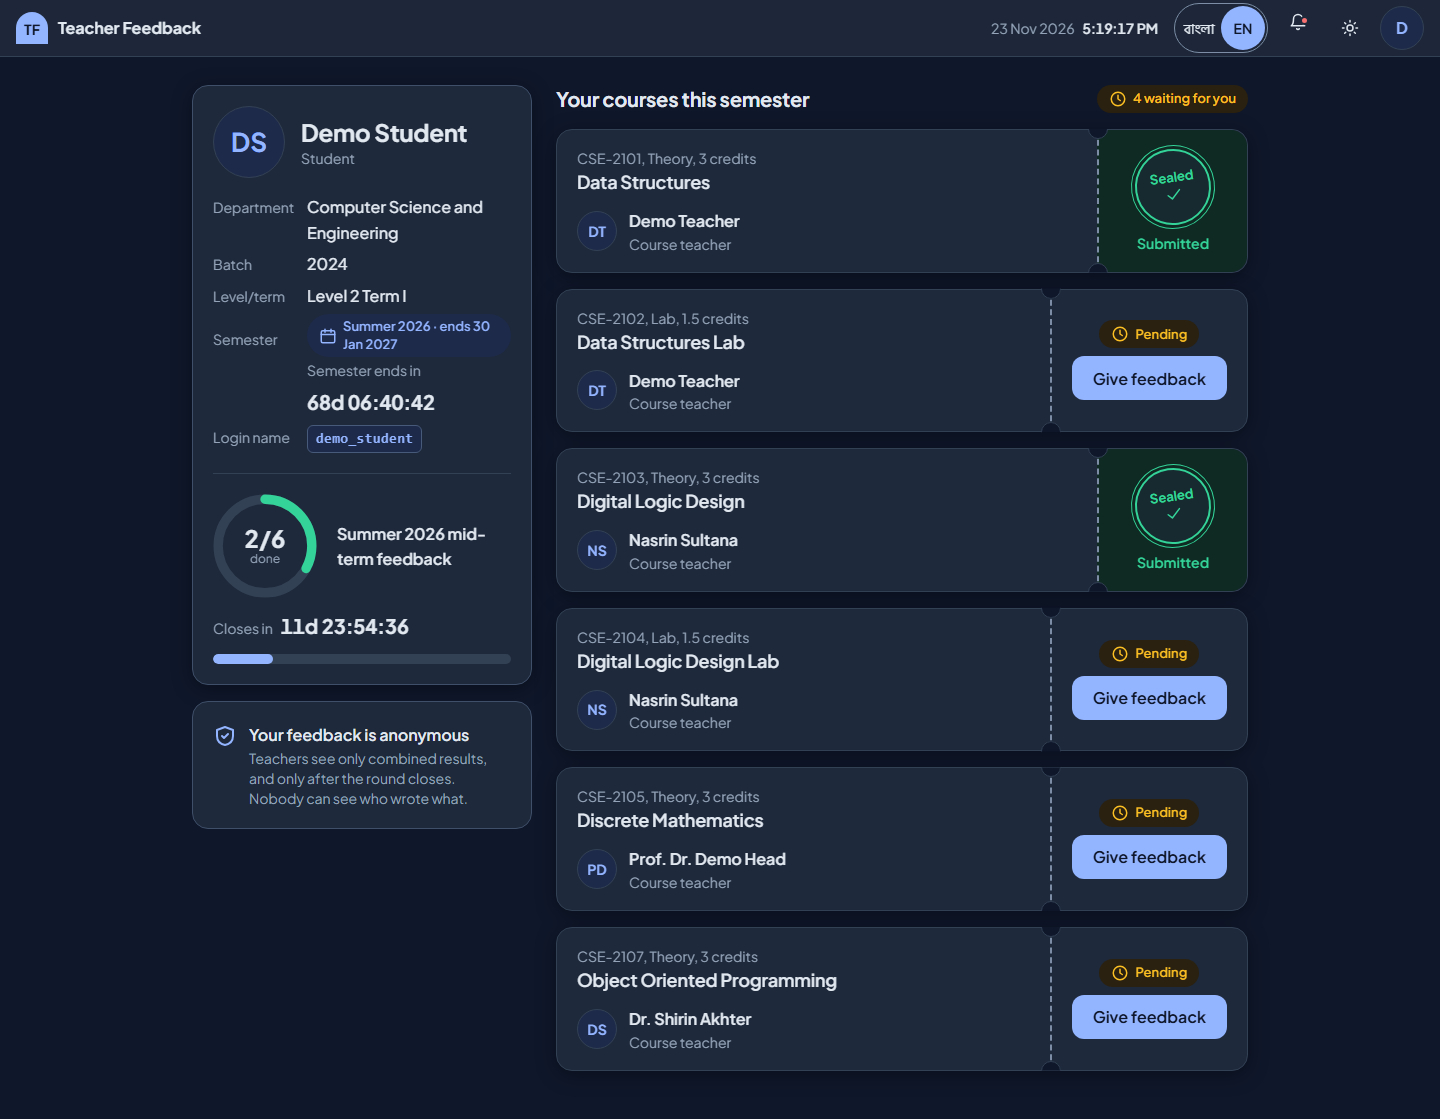 TF
Teacher Feedback
23 Nov 2026 5:19:17 PM
বাংলা
EN
D
DS
Demo Student
Student
Department
Computer Science and
Engineering
Batch
2024
Level/term
Level 2 Term I
Semester
Summer 2026 · ends 30
Jan 2027
Semester ends in
68d 06:40:42
Login name
demo_student
2/6
done
Summer 2026 mid-
term feedback
Closes in 11d 23:54:36
Your feedback is anonymous
Teachers see only combined results,
and only after the round closes.
Nobody can see who wrote what.
Your courses this semester
4 waiting for you
CSE-2101, Theory, 3 credits
Data Structures
DT
Demo Teacher
Course teacher
Sealed
Submitted
CSE-2102, Lab, 1.5 credits
Data Structures Lab
DT
Demo Teacher
Course teacher
Pending
Give feedback
CSE-2103, Theory, 3 credits
Digital Logic Design
NS
Nasrin Sultana
Course teacher
Sealed
Submitted
CSE-2104, Lab, 1.5 credits
Digital Logic Design Lab
NS
Nasrin Sultana
Course teacher
Pending
Give feedback
CSE-2105, Theory, 3 credits
Discrete Mathematics
PD
Prof. Dr. Demo Head
Course teacher
Pending
Give feedback
CSE-2107, Theory, 3 credits
Object Oriented Programming
DS
Dr. Shirin Akhter
Course teacher
Pending
Give feedback